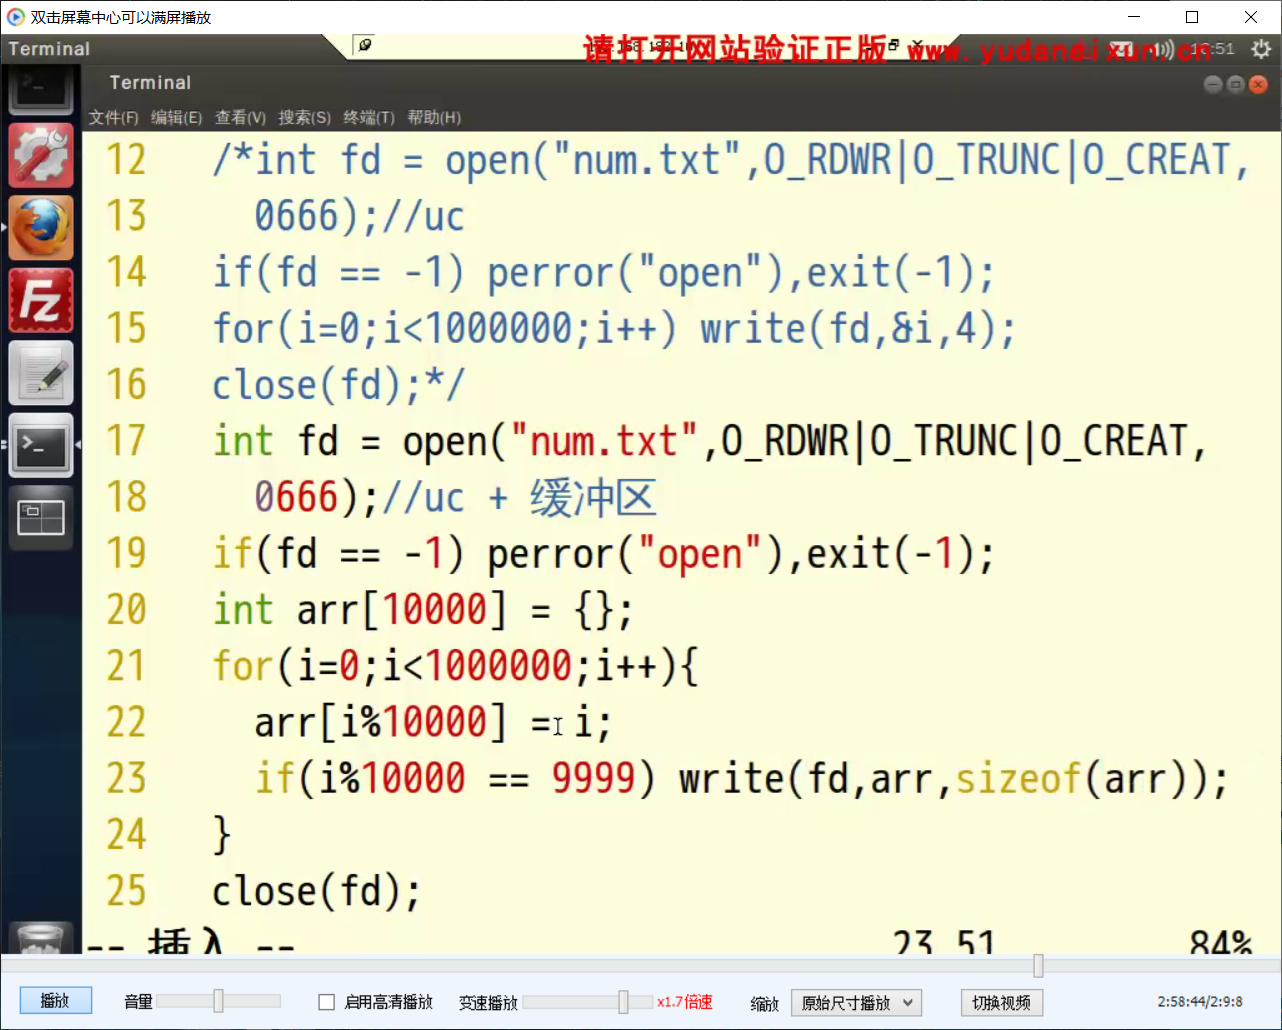 双击屏幕中心可以满屏播放
Terminal
请打开网站验证正版 www.yudandixun.cn
Terminal
文件(F) 编辑(E) 查看(V) 搜索(S) 终端(T) 帮助(H)
12 /*int fd = open("num.txt",O_RDWR|O_TRUNC|O_CREAT,
13 0666);//uc
14 if(fd == -1) perror("open"),exit(-1);
15 for(i=0;i<1000000;i++) write(fd,&i,4);
16 close(fd);*/
17 int fd = open("num.txt",O_RDWR|O_TRUNC|O_CREAT,
18 0666);//uc + 缓冲区
19 if(fd == -1) perror("open"),exit(-1);
20 int arr[10000] = {};
21 for(i=0;i<1000000;i++){
22 arr[i%10000] = i;
23 if(i%10000 == 9999) write(fd,arr,sizeof(arr));
24 }
25 close(fd);
-- 插入 -- 23,51 84%
播放 音量 启用高清播放 变速播放 x1.7倍速 缩放 原始尺寸播放 切换视频 2:58:44/2:9:8